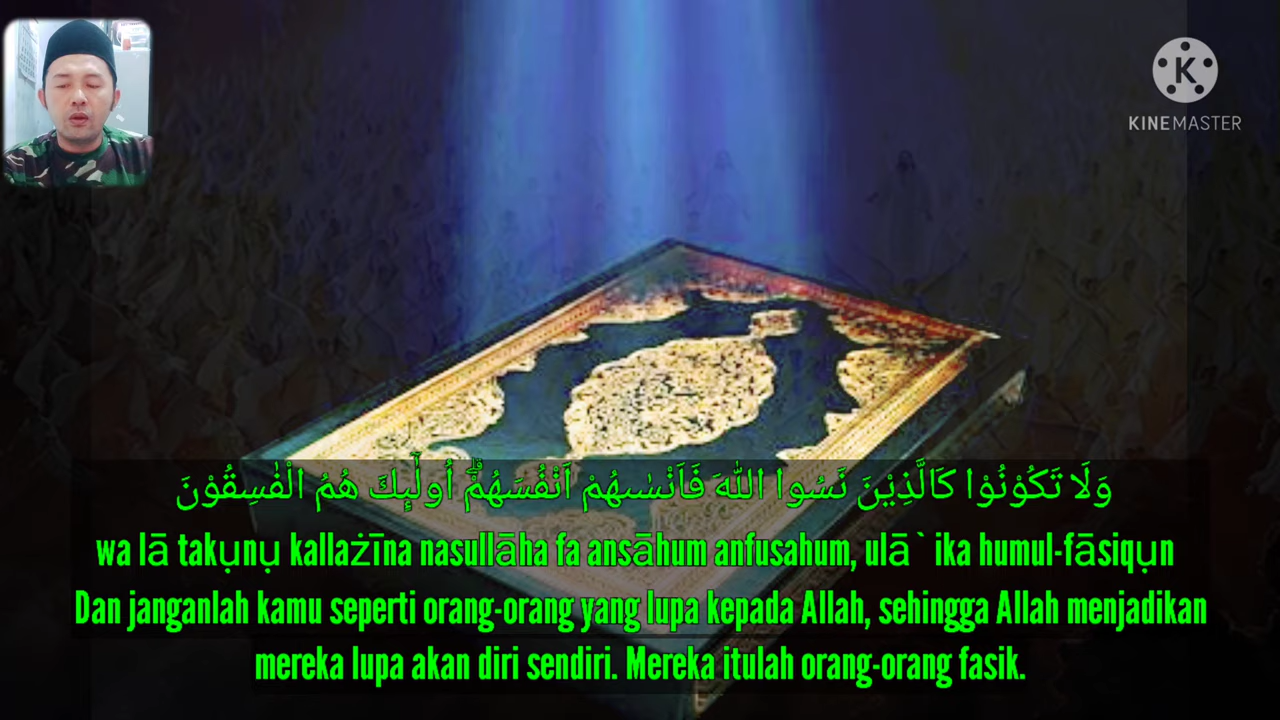 KINEMASTER
وَلَا تَكُوْنُوْا كَالَّذِيْنَ نَسُوا اللّٰهَ فَاَنْسٰىهُمْ اَنْفُسَهُمْۗ اُولٰۤىِٕكَ هُمُ الْفٰسِقُوْنَ
wa lā takụnụ kallażīna nasullāha fa ansāhum anfusahum, ulā`ika humul-fāsiqụn
Dan janganlah kamu seperti orang-orang yang lupa kepada Allah, sehingga Allah menjadikan
mereka lupa akan diri sendiri. Mereka itulah orang-orang fasik.